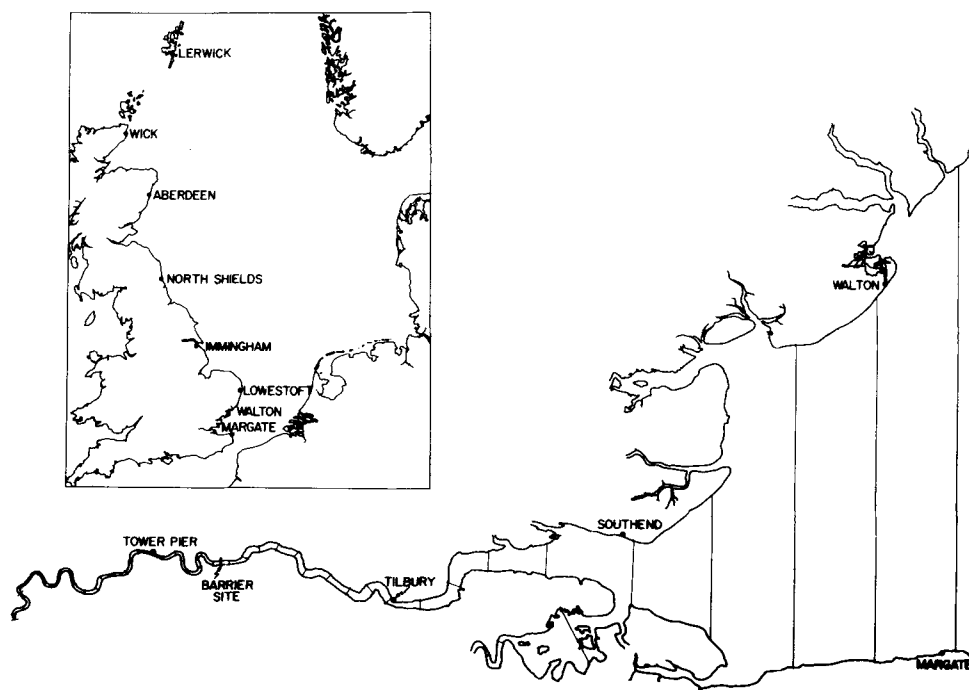 LERWICK
WICK
ABERDEEN
NORTH SHIELDS
IMMINGHAM
LOWESTOFT
WALTON
MARGATE
WALTON
SOUTHEND
TOWER PIER
BARRIER
SITE
TILBURY
MARGATE